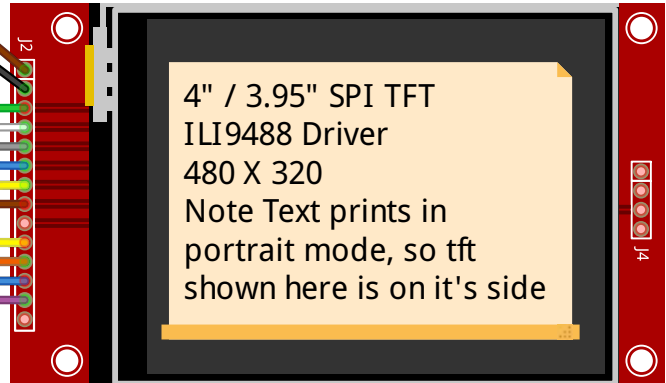 J2
4" / 3.95" SPI TFT
ILI9488 Driver
480 X 320
Note Text prints in
portrait mode, so tft
shown here is on it's side
J4